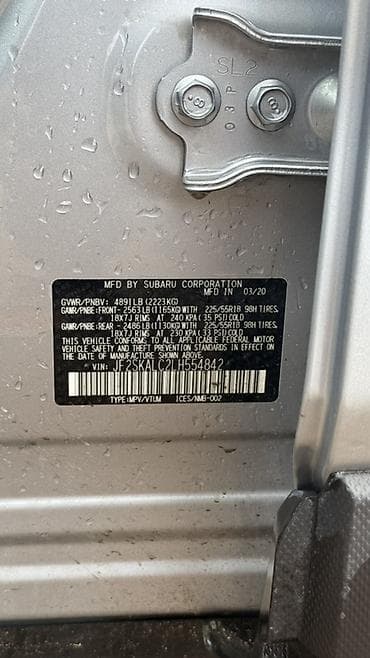 SL2
03P
8
8
MFD BY SUBARU CORPORATION
MFD IN 03/20
GVWR/PNBV: 4891LB(2223KG)
GAWR/PNBE:FRONT-2563LB(1165KG)WITH 225/55R18 98H TIRES,
18X7J RIMS AT 240 KPA(35 PSI)COLD
GAWR/PNBE:REAR -2486LB(1130KG)WITH 225/55R18 98H TIRES,
18X7J RIMS AT 230 KPA(33 PSI)COLD
THIS VEHICLE CONFORMS TO ALL APPLICABLE FEDERAL MOTOR
VEHICLE SAFETY AND THEFT PREVENTION STANDARDS IN EFFECT
ON THE DATE OF MANUFACTURE SHOWN ABOVE.
VIN: JF2SKALC2LH554842
TYPE:MPV/VTUM ICES/NMB-002